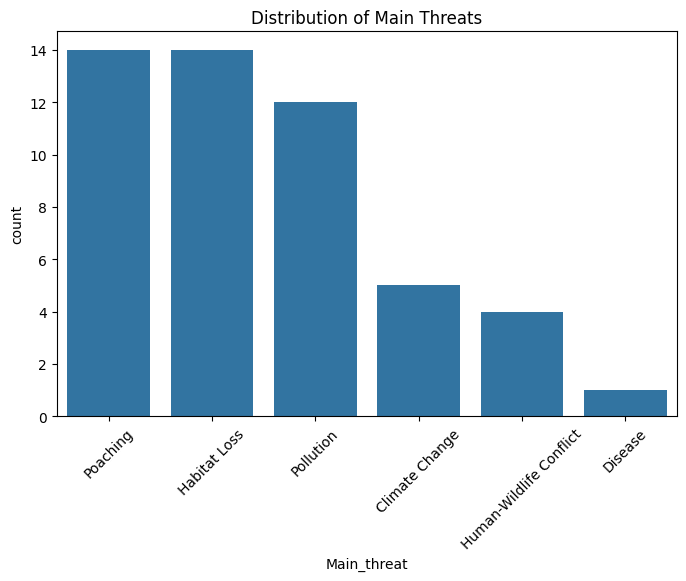 Distribution of Main Threats
count
14
12
10
8
6
4
2
0
Poaching
Habitat Loss
Pollution
Climate Change
Human-Wildlife Conflict
Disease
Main_threat